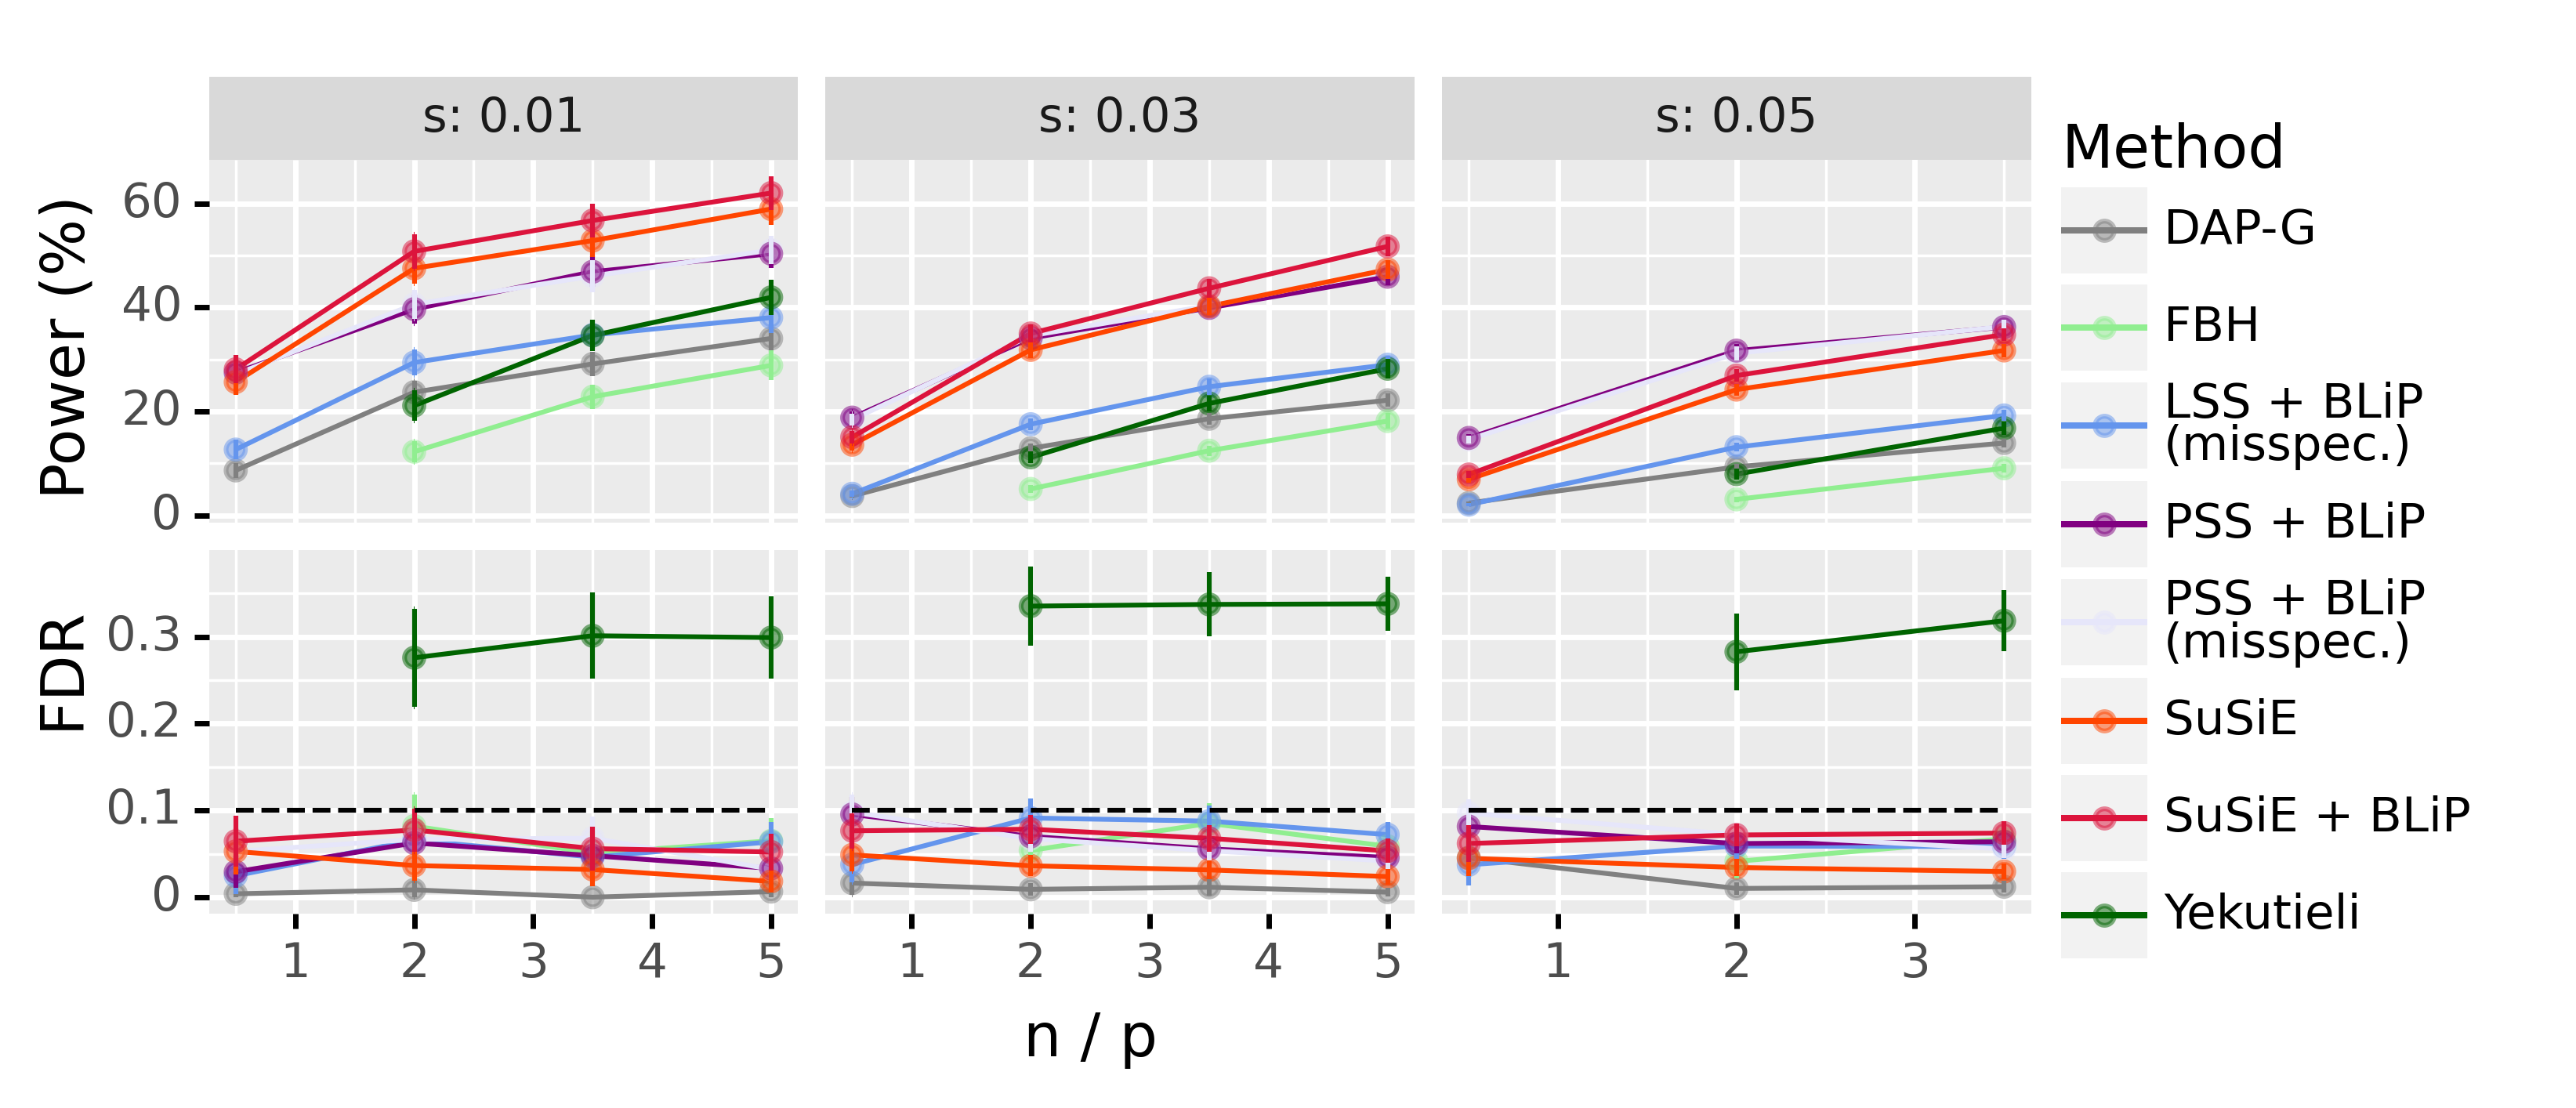 s: 0.01
s: 0.03
s: 0.05
Power (%)
60
40
20
0
FDR
0.3
0.2
0.1
0
1
2
3
4
5
1
2
3
4
5
1
2
3
n / p
Method
DAP-G
FBH
LSS + BLiP
(misspec.)
PSS + BLiP
PSS + BLiP
(misspec.)
SuSiE
SuSiE + BLiP
Yekutieli